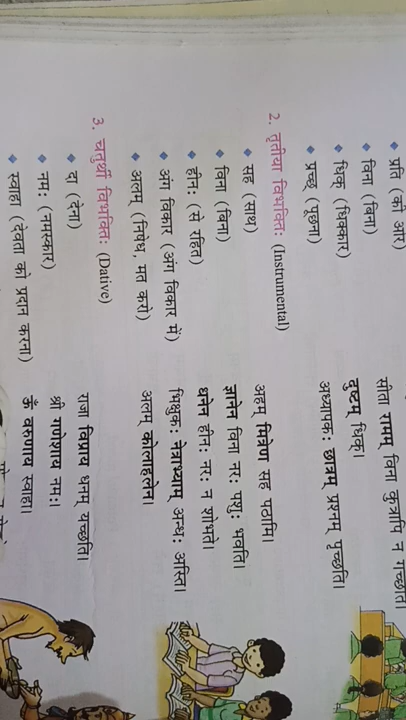 ◆ प्रति (की ओर)
◆ विना (बिना) सीता रामम् विना कुत्रापि न गच्छति।
◆ धिक् (धिक्कार) दुष्टम् धिक्।
◆ प्रच्छ् (पूछना) अध्यापक: छात्रम् प्रश्नम् पृच्छति।
2. तृतीया विभक्ति: (Instrumental)
◆ सह (साथ) अहम् मित्रेण सह पठामि।
◆ विना (बिना) ज्ञानेन विना नर: पशु: भवति।
◆ हीन: (से रहित) धनेन हीन: नर: न शोभते।
◆ अंग विकार (अंग विकार में) भिक्षुक: नेत्राभ्याम् अन्ध: अस्ति।
◆ अलम् (निषेध, मत करो) अलम् कोलाहलेन।
3. चतुर्थी विभक्ति: (Dative)
◆ दा (देना) राजा विप्राय धनम् यच्छति।
◆ नम: (नमस्कार) श्री गणेशाय नम:।
◆ स्वाहा (देवता को प्रदान करना) ॐ वरुणाय स्वाहा।